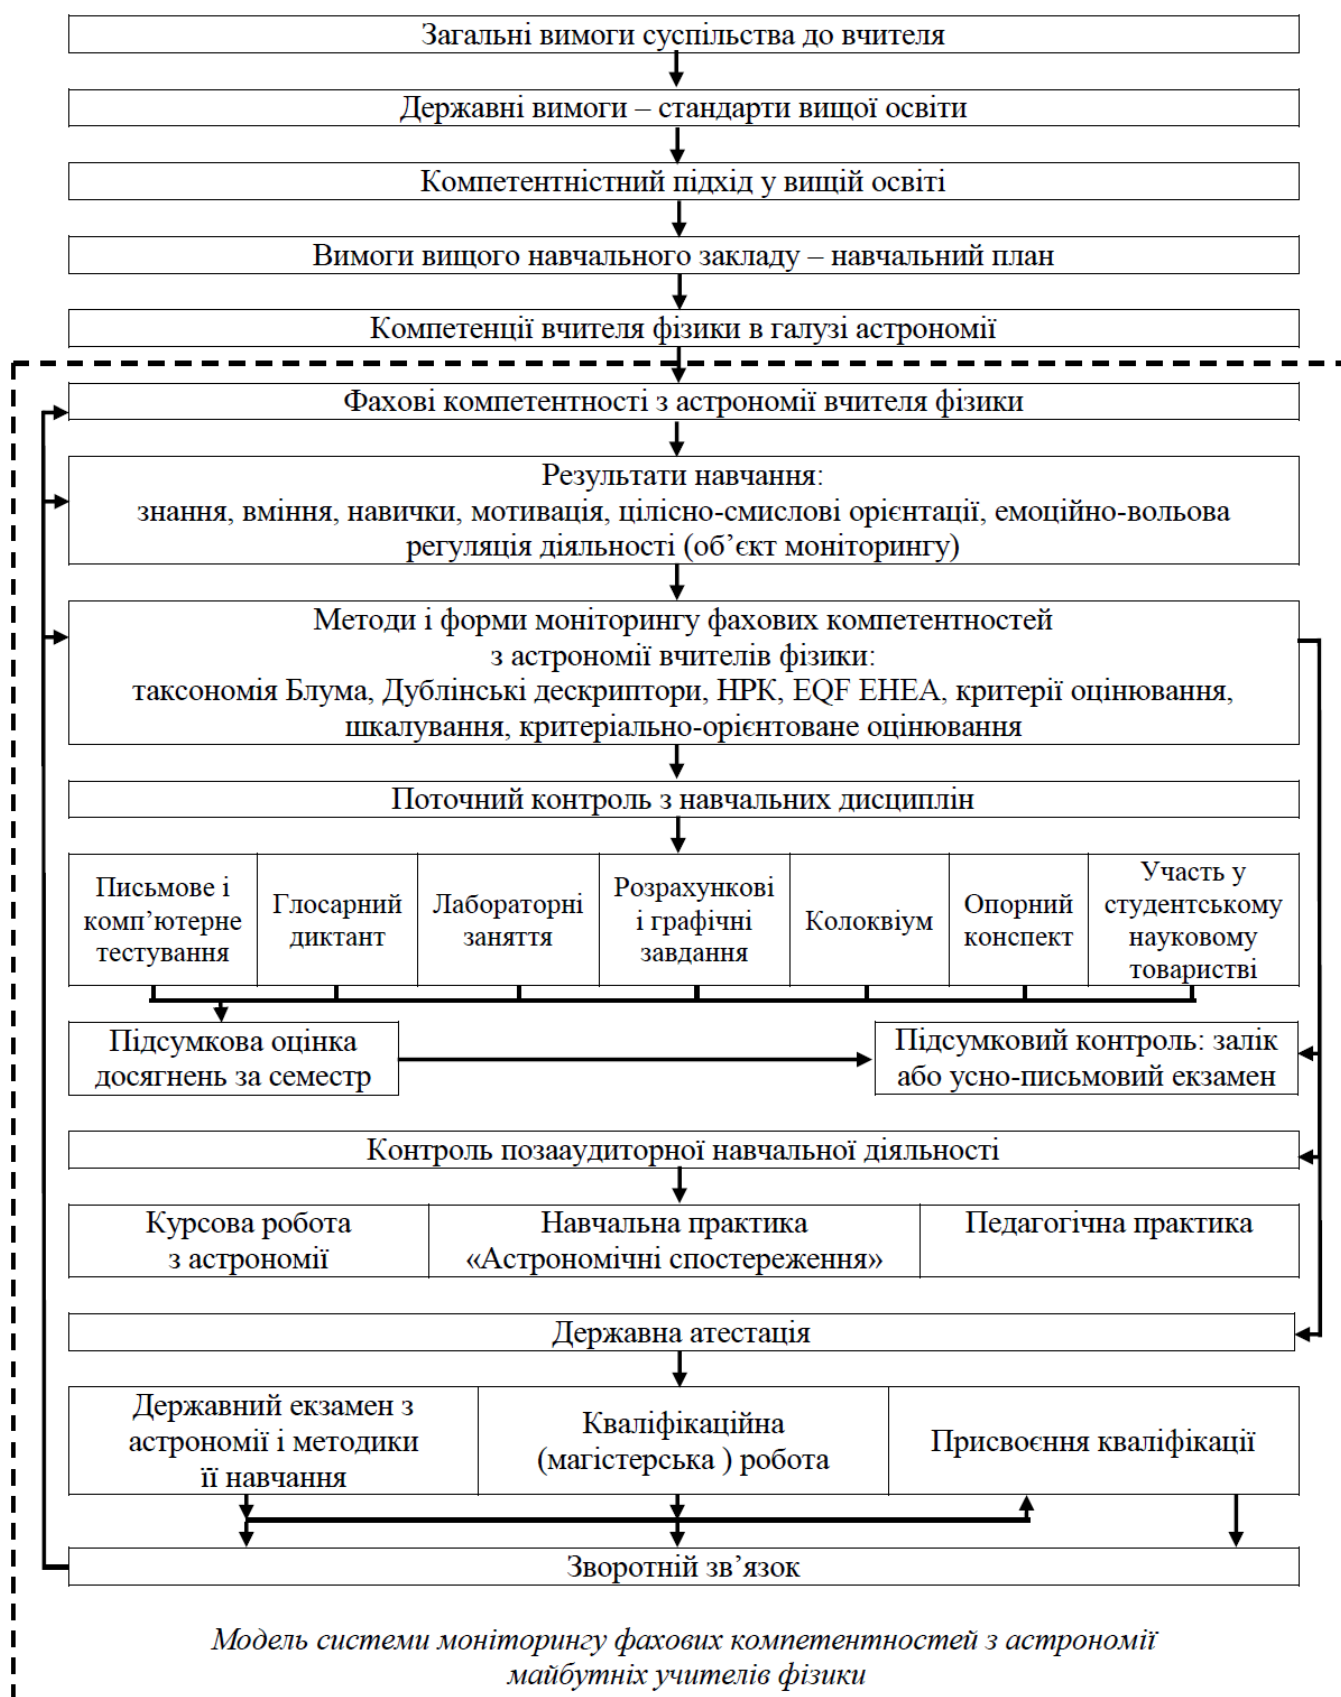 Загальні вимоги суспільства до вчителя
Державні вимоги – стандарти вищої освіти
Компетентністний підхід у вищій освіті
Вимоги вищого навчального закладу – навчальний план
Компетенції вчителя фізики в галузі астрономії
Фахові компетентності з астрономії вчителя фізики
Результати навчання:
знання, вміння, навички, мотивація, цілісно-смислові орієнтації, емоційно-вольова
регуляція діяльності (об’єкт моніторингу)
Методи і форми моніторингу фахових компетентностей
з астрономії вчителів фізики:
таксономія Блума, Дублінські дескриптори, НРК, EQF EHEA, критерії оцінювання,
шкалування, критеріально-орієнтоване оцінювання
Поточний контроль з навчальних дисциплін
Письмове і
комп’ютерне
тестування
Глосарний
диктант
Лабораторні
заняття
Розрахункові
і графічні
завдання
Колоквіум
Опорний
конспект
Участь у
студентському
науковому
товаристві
Підсумкова оцінка
досягнень за семестр
Підсумковий контроль: залік
або усно-письмовий екзамен
Контроль позааудиторної навчальної діяльності
Курсова робота
з астрономії
Навчальна практика
«Астрономічні спостереження»
Педагогічна практика
Державна атестація
Державний екзамен з
астрономії і методики
її навчання
Кваліфікаційна
(магістерська ) робота
Присвоєння кваліфікації
Зворотній зв’язок
Модель системи моніторингу фахових компетентностей з астрономії
майбутніх учителів фізики